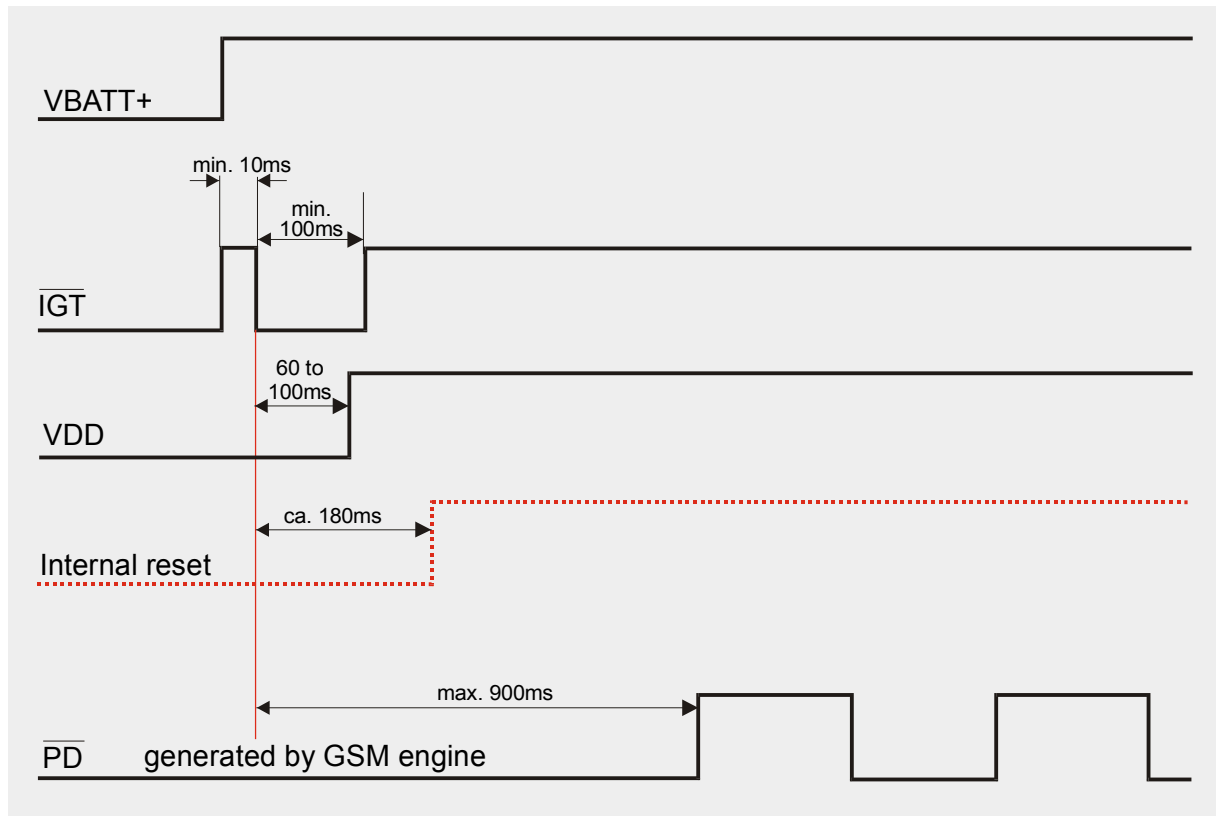 VBATT+
min. 10ms
min.
100ms
IGT
60 to
100ms
VDD
ca. 180ms
Internal reset
max. 900ms
PD generated by GSM engine